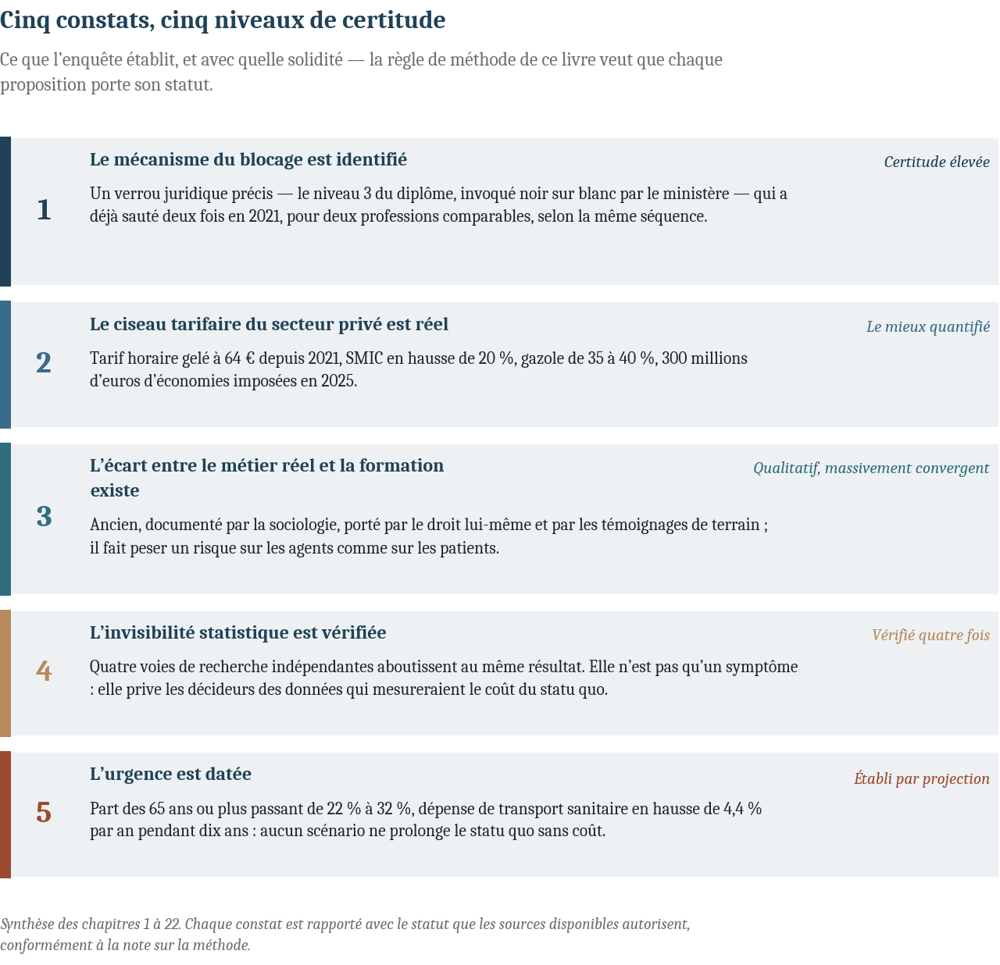 Cinq constats, cinq niveaux de certitude
Ce que l’enquête établit, et avec quelle solidité — la règle de méthode de ce livre veut que chaque
proposition porte son statut.
1
Le mécanisme du blocage est identifié
Certitude élevée
Un verrou juridique précis — le niveau 3 du diplôme, invoqué noir sur blanc par le ministère — qui a
déjà sauté deux fois en 2021, pour deux professions comparables, selon la même séquence.
2
Le ciseau tarifaire du secteur privé est réel
Le mieux quantifié
Tarif horaire gelé à 64 € depuis 2021, SMIC en hausse de 20 %, gazole de 35 à 40 %, 300 millions
d’euros d’économies imposées en 2025.
3
L’écart entre le métier réel et la formation
existe
Qualitatif, massivement convergent
Ancien, documenté par la sociologie, porté par le droit lui-même et par les témoignages de terrain ;
il fait peser un risque sur les agents comme sur les patients.
4
L’invisibilité statistique est vérifiée
Vérifié quatre fois
Quatre voies de recherche indépendantes aboutissent au même résultat. Elle n’est pas qu’un symptôme
: elle prive les décideurs des données qui mesureraient le coût du statu quo.
5
L’urgence est datée
Établi par projection
Part des 65 ans ou plus passant de 22 % à 32 %, dépense de transport sanitaire en hausse de 4,4 %
par an pendant dix ans : aucun scénario ne prolonge le statu quo sans coût.
Synthèse des chapitres 1 à 22. Chaque constat est rapporté avec le statut que les sources disponibles autorisent,
conformément à la note sur la méthode.